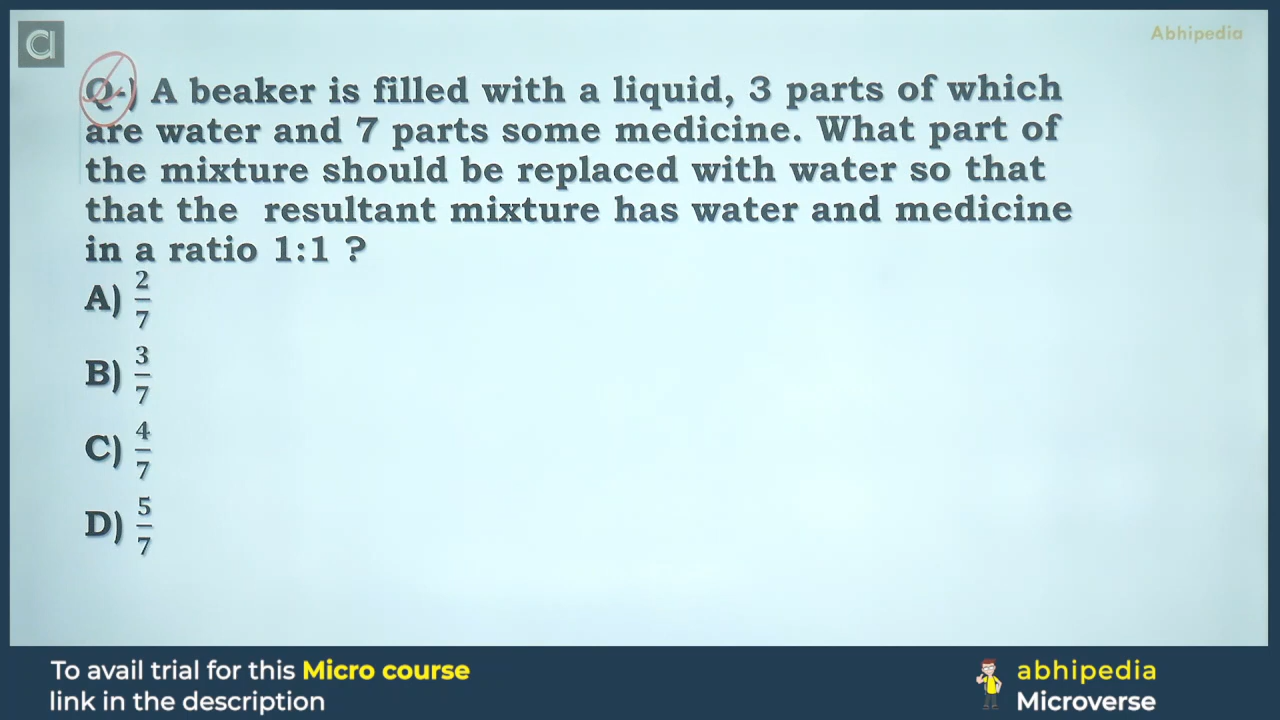 Abhipedia
Q-) A beaker is filled with a liquid, 3 parts of which
are water and 7 parts some medicine. What part of
the mixture should be replaced with water so that
that the resultant mixture has water and medicine
in a ratio 1:1 ?
A) 2/7
B) 3/7
C) 4/7
D) 5/7
To avail trial for this Micro course
link in the description
abhipedia
Microverse